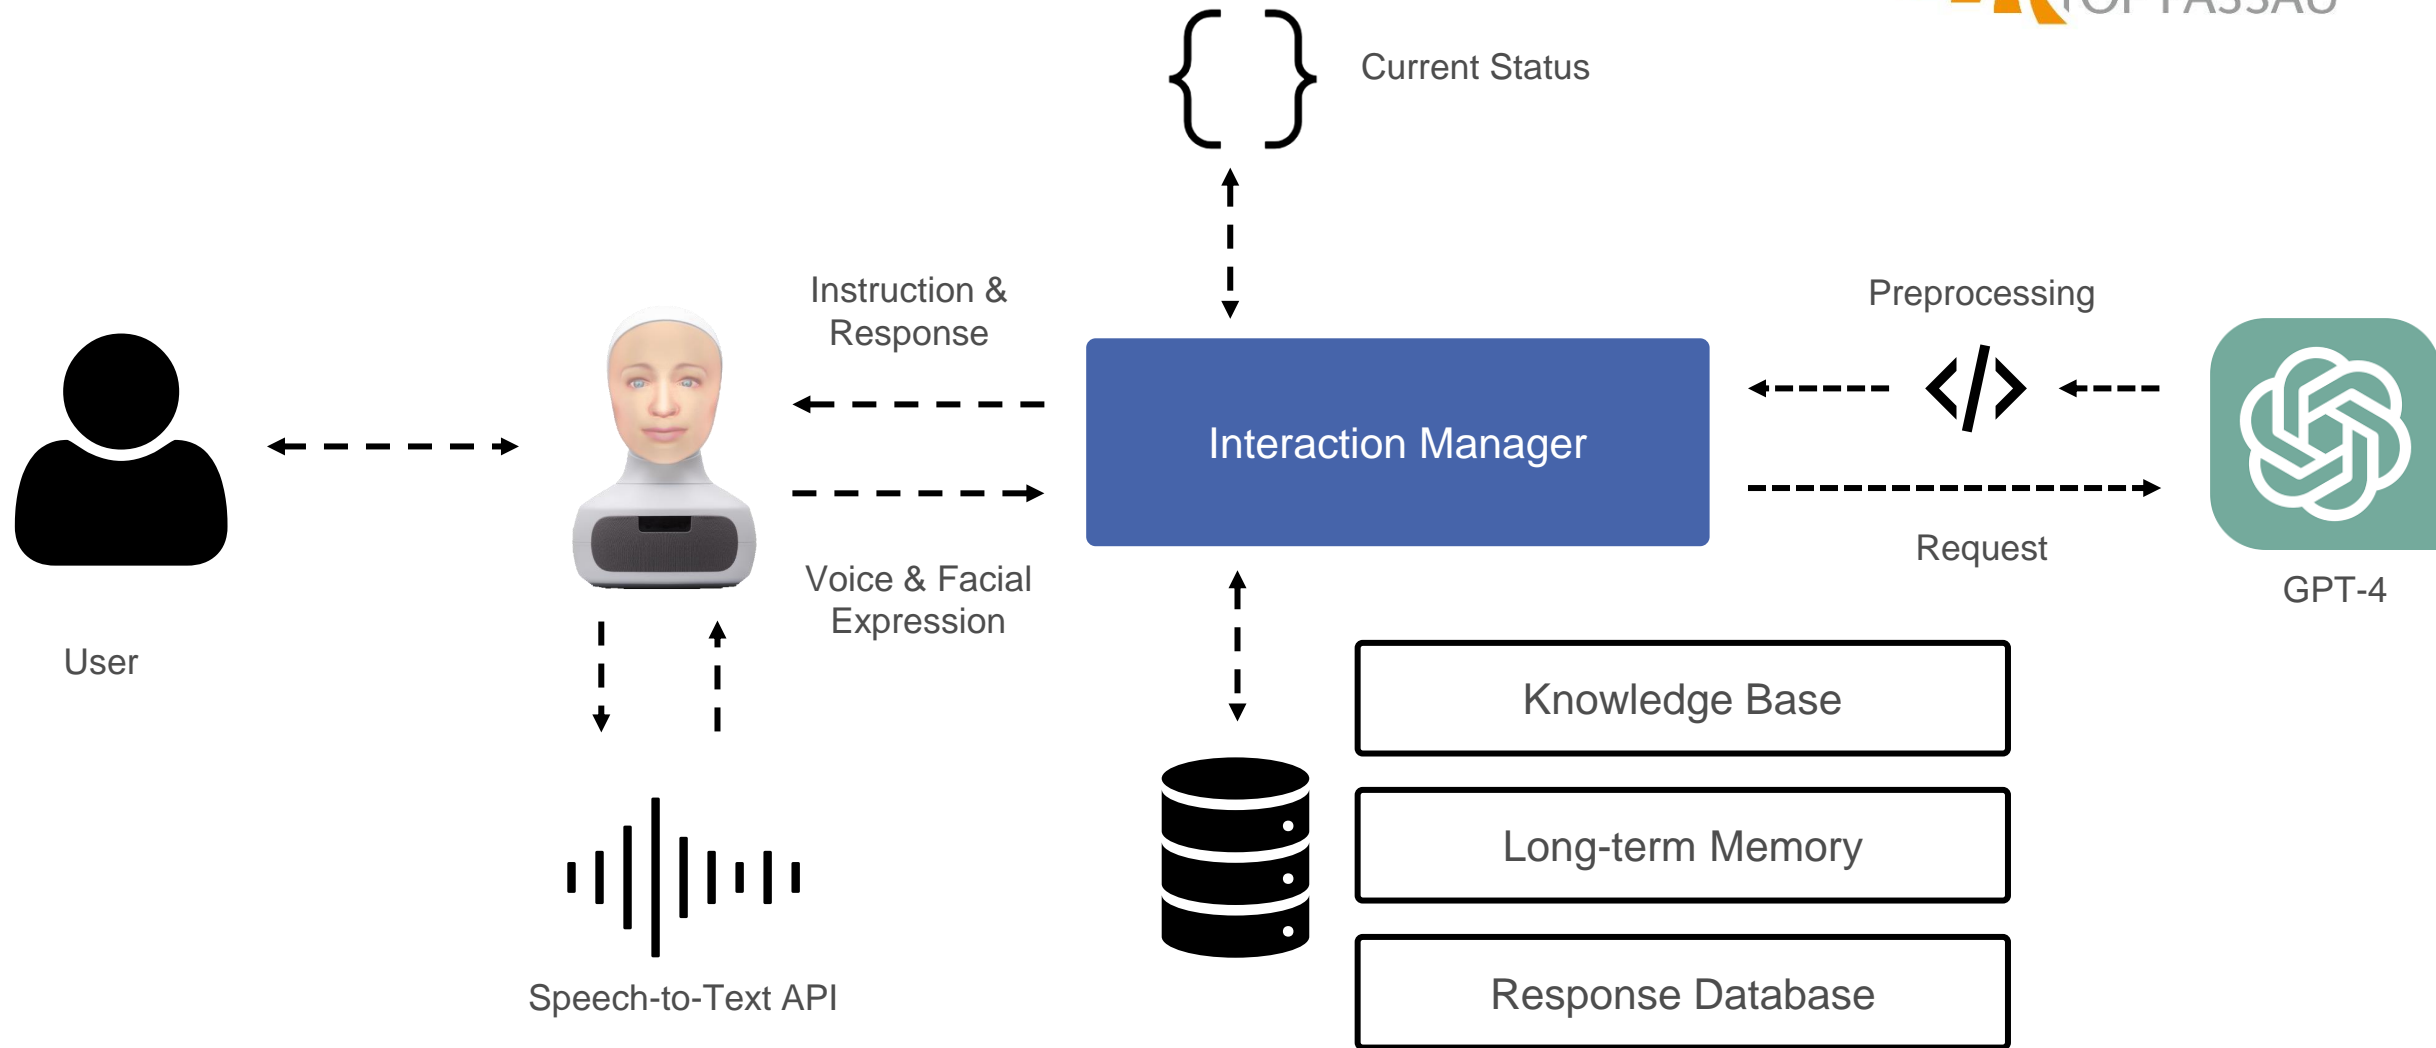 Current Status
Instruction &
Response
Preprocessing
Interaction Manager
Request
Voice & Facial
Expression
GPT-4
User
Knowledge Base
Long-term Memory
Speech-to-Text API
Response Database